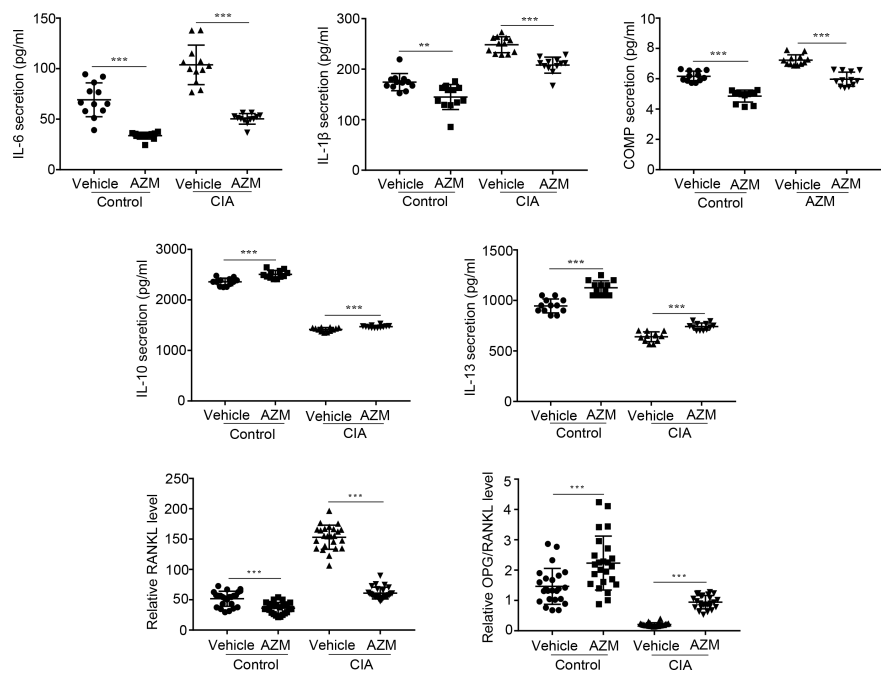 IL-6 secretion (pg/ml
150
100
50
0
***
***
Vehicle AZM Vehicle AZM
Control CIA
IL-1β secretion (pg/ml
300
200
100
0
**
***
Vehicle AZM Vehicle AZM
Control CIA
COMP secretion (pg/ml
10
8
6
4
2
0
***
***
Vehicle AZM Vehicle AZM
Control AZM
IL-10 secretion (pg/ml
3000
2000
1000
0
***
***
Vehicle AZM Vehicle AZM
Control CIA
IL-13 secretion (pg/ml
1500
1000
500
0
***
***
Vehicle AZM Vehicle AZM
Control CIA
Relative RANKL level
250
200
150
100
50
0
***
***
Vehicle AZM Vehicle AZM
Control CIA
Relative OPG/RANKL level
5
4
3
2
1
0
***
***
Vehicle AZM Vehicle AZM
Control CIA